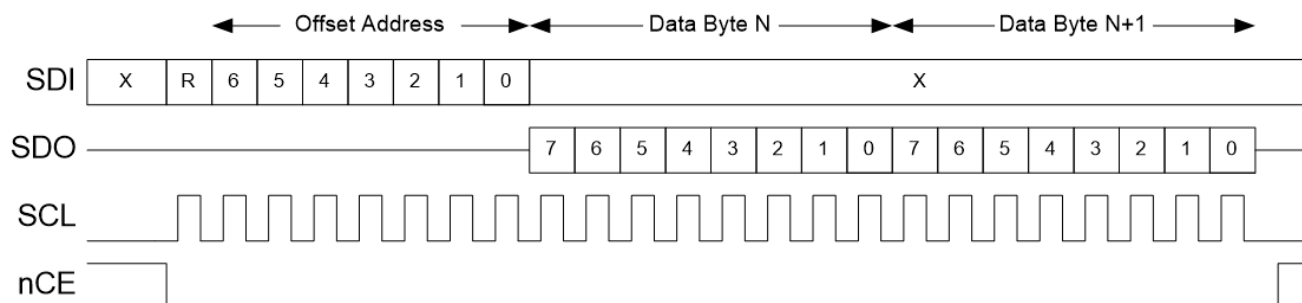 Offset Address Data Byte N Data Byte N+1
SDI X R 6 5 4 3 2 1 0 X
SDO 7 6 5 4 3 2 1 0 7 6 5 4 3 2 1 0
SCL
nCE